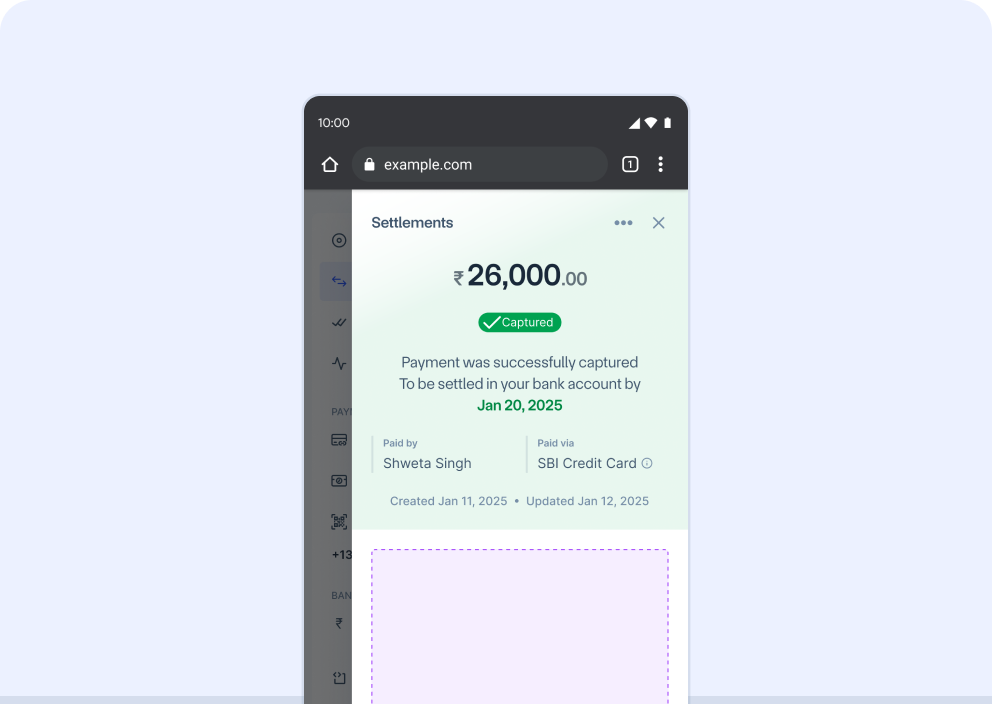 10:00
example.com
1
Settlements
₹26,000.00
Captured
Payment was successfully captured
To be settled in your bank account by
Jan 20, 2025
Paid by
Paid via
Shweta Singh
SBI Credit Card
Created Jan 11, 2025 • Updated Jan 12, 2025
PAY
+13
BAN
₹